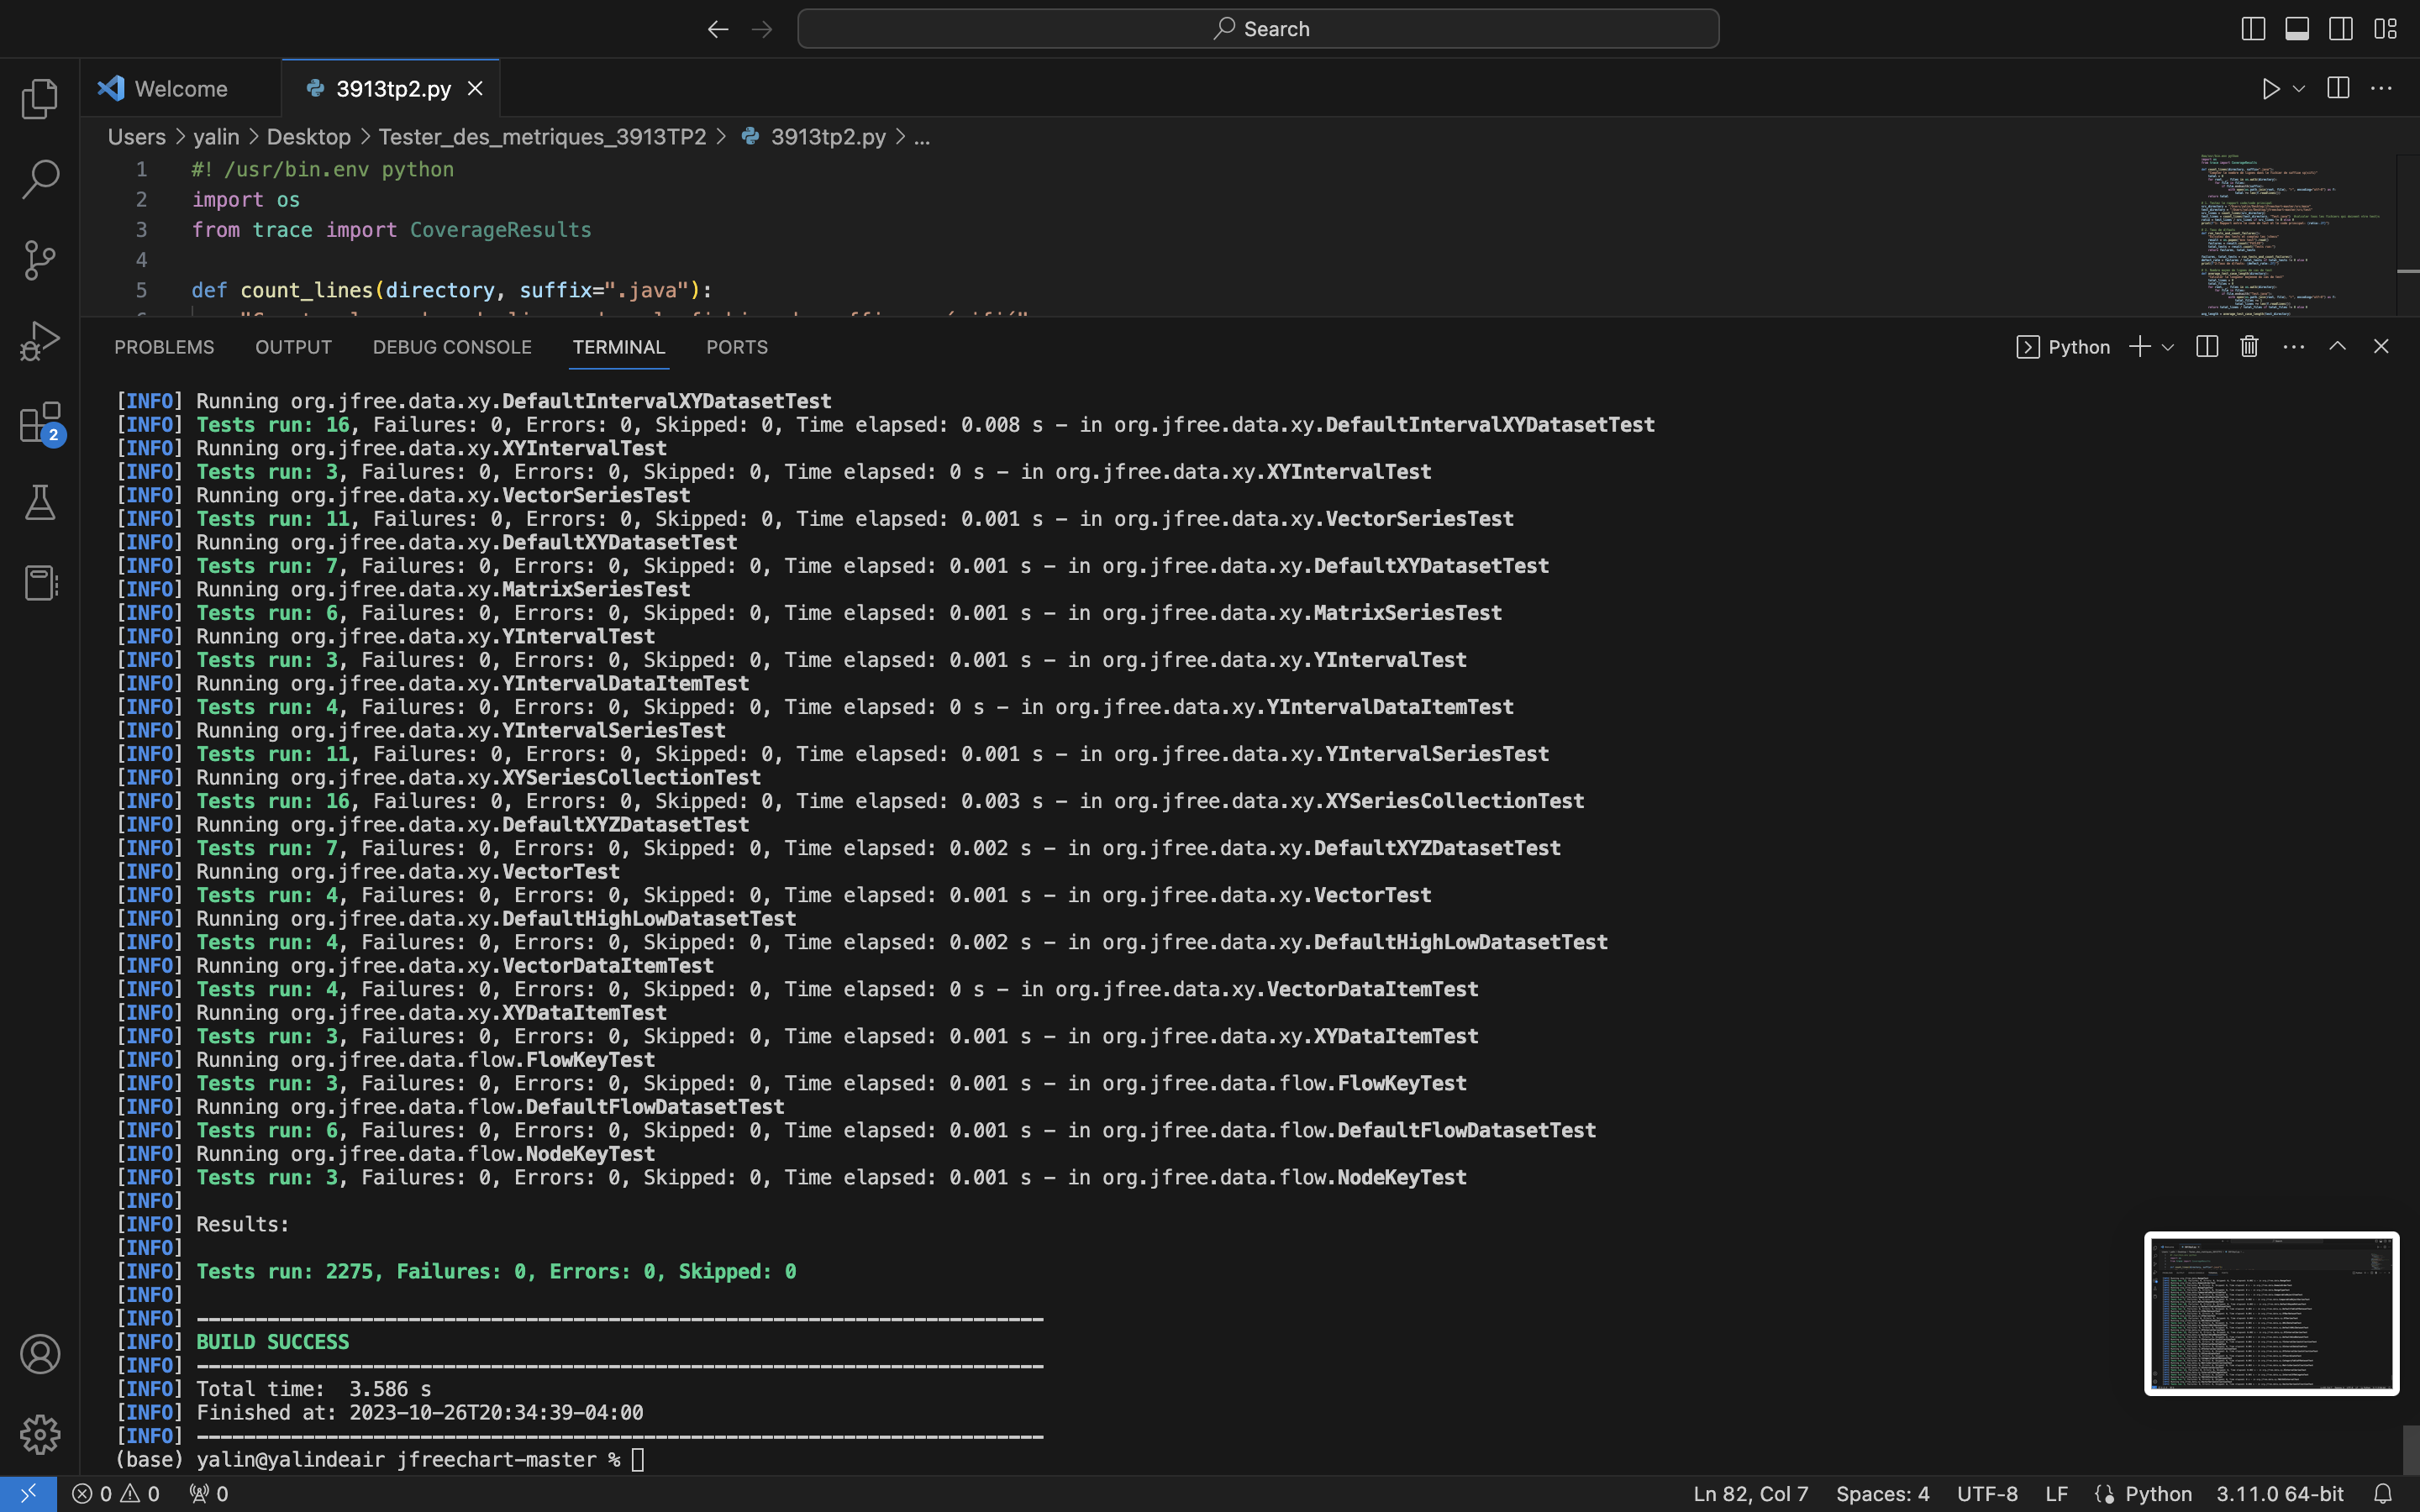 Search
Welcome
3913tp2.py
Users > yalin > Desktop > Tester_des_metriques_3913TP2 > 3913tp2.py > ...
1 #! /usr/bin.env python
2 import os
3 from trace import CoverageResults
4
5 def count_lines(directory, suffix=".java"):
PROBLEMS OUTPUT DEBUG CONSOLE TERMINAL PORTS Python
[INFO] Running org.jfree.data.xy.DefaultIntervalXYDatasetTest
[INFO] Tests run: 16, Failures: 0, Errors: 0, Skipped: 0, Time elapsed: 0.008 s - in org.jfree.data.xy.DefaultIntervalXYDatasetTest
[INFO] Running org.jfree.data.xy.XYIntervalTest
[INFO] Tests run: 3, Failures: 0, Errors: 0, Skipped: 0, Time elapsed: 0 s - in org.jfree.data.xy.XYIntervalTest
[INFO] Running org.jfree.data.xy.VectorSeriesTest
[INFO] Tests run: 11, Failures: 0, Errors: 0, Skipped: 0, Time elapsed: 0.001 s - in org.jfree.data.xy.VectorSeriesTest
[INFO] Running org.jfree.data.xy.DefaultXYDatasetTest
[INFO] Tests run: 7, Failures: 0, Errors: 0, Skipped: 0, Time elapsed: 0.001 s - in org.jfree.data.xy.DefaultXYDatasetTest
[INFO] Running org.jfree.data.xy.MatrixSeriesTest
[INFO] Tests run: 6, Failures: 0, Errors: 0, Skipped: 0, Time elapsed: 0.001 s - in org.jfree.data.xy.MatrixSeriesTest
[INFO] Running org.jfree.data.xy.YIntervalTest
[INFO] Tests run: 3, Failures: 0, Errors: 0, Skipped: 0, Time elapsed: 0.001 s - in org.jfree.data.xy.YIntervalTest
[INFO] Running org.jfree.data.xy.YIntervalDataItemTest
[INFO] Tests run: 4, Failures: 0, Errors: 0, Skipped: 0, Time elapsed: 0 s - in org.jfree.data.xy.YIntervalDataItemTest
[INFO] Running org.jfree.data.xy.YIntervalSeriesTest
[INFO] Tests run: 11, Failures: 0, Errors: 0, Skipped: 0, Time elapsed: 0.001 s - in org.jfree.data.xy.YIntervalSeriesTest
[INFO] Running org.jfree.data.xy.XYSeriesCollectionTest
[INFO] Tests run: 16, Failures: 0, Errors: 0, Skipped: 0, Time elapsed: 0.003 s - in org.jfree.data.xy.XYSeriesCollectionTest
[INFO] Running org.jfree.data.xy.DefaultXYZDatasetTest
[INFO] Tests run: 7, Failures: 0, Errors: 0, Skipped: 0, Time elapsed: 0.002 s - in org.jfree.data.xy.DefaultXYZDatasetTest
[INFO] Running org.jfree.data.xy.VectorTest
[INFO] Tests run: 4, Failures: 0, Errors: 0, Skipped: 0, Time elapsed: 0.001 s - in org.jfree.data.xy.VectorTest
[INFO] Running org.jfree.data.xy.DefaultHighLowDatasetTest
[INFO] Tests run: 4, Failures: 0, Errors: 0, Skipped: 0, Time elapsed: 0.002 s - in org.jfree.data.xy.DefaultHighLowDatasetTest
[INFO] Running org.jfree.data.xy.VectorDataItemTest
[INFO] Tests run: 4, Failures: 0, Errors: 0, Skipped: 0, Time elapsed: 0 s - in org.jfree.data.xy.VectorDataItemTest
[INFO] Running org.jfree.data.xy.XYDataItemTest
[INFO] Tests run: 3, Failures: 0, Errors: 0, Skipped: 0, Time elapsed: 0.001 s - in org.jfree.data.xy.XYDataItemTest
[INFO] Running org.jfree.data.flow.FlowKeyTest
[INFO] Tests run: 3, Failures: 0, Errors: 0, Skipped: 0, Time elapsed: 0.001 s - in org.jfree.data.flow.FlowKeyTest
[INFO] Running org.jfree.data.flow.DefaultFlowDatasetTest
[INFO] Tests run: 6, Failures: 0, Errors: 0, Skipped: 0, Time elapsed: 0.001 s - in org.jfree.data.flow.DefaultFlowDatasetTest
[INFO] Running org.jfree.data.flow.NodeKeyTest
[INFO] Tests run: 3, Failures: 0, Errors: 0, Skipped: 0, Time elapsed: 0.001 s - in org.jfree.data.flow.NodeKeyTest
[INFO]
[INFO] Results:
[INFO]
[INFO] Tests run: 2275, Failures: 0, Errors: 0, Skipped: 0
[INFO]
[INFO] ------------------------------------------------------------------------
[INFO] BUILD SUCCESS
[INFO] ------------------------------------------------------------------------
[INFO] Total time:  3.586 s
[INFO] Finished at: 2023-10-26T20:34:39-04:00
[INFO] ------------------------------------------------------------------------
(base) yalin@yalindeair jfreechart-master %
2
0 0 0 Ln 82, Col 7 Spaces: 4 UTF-8 LF Python 3.11.0 64-bit